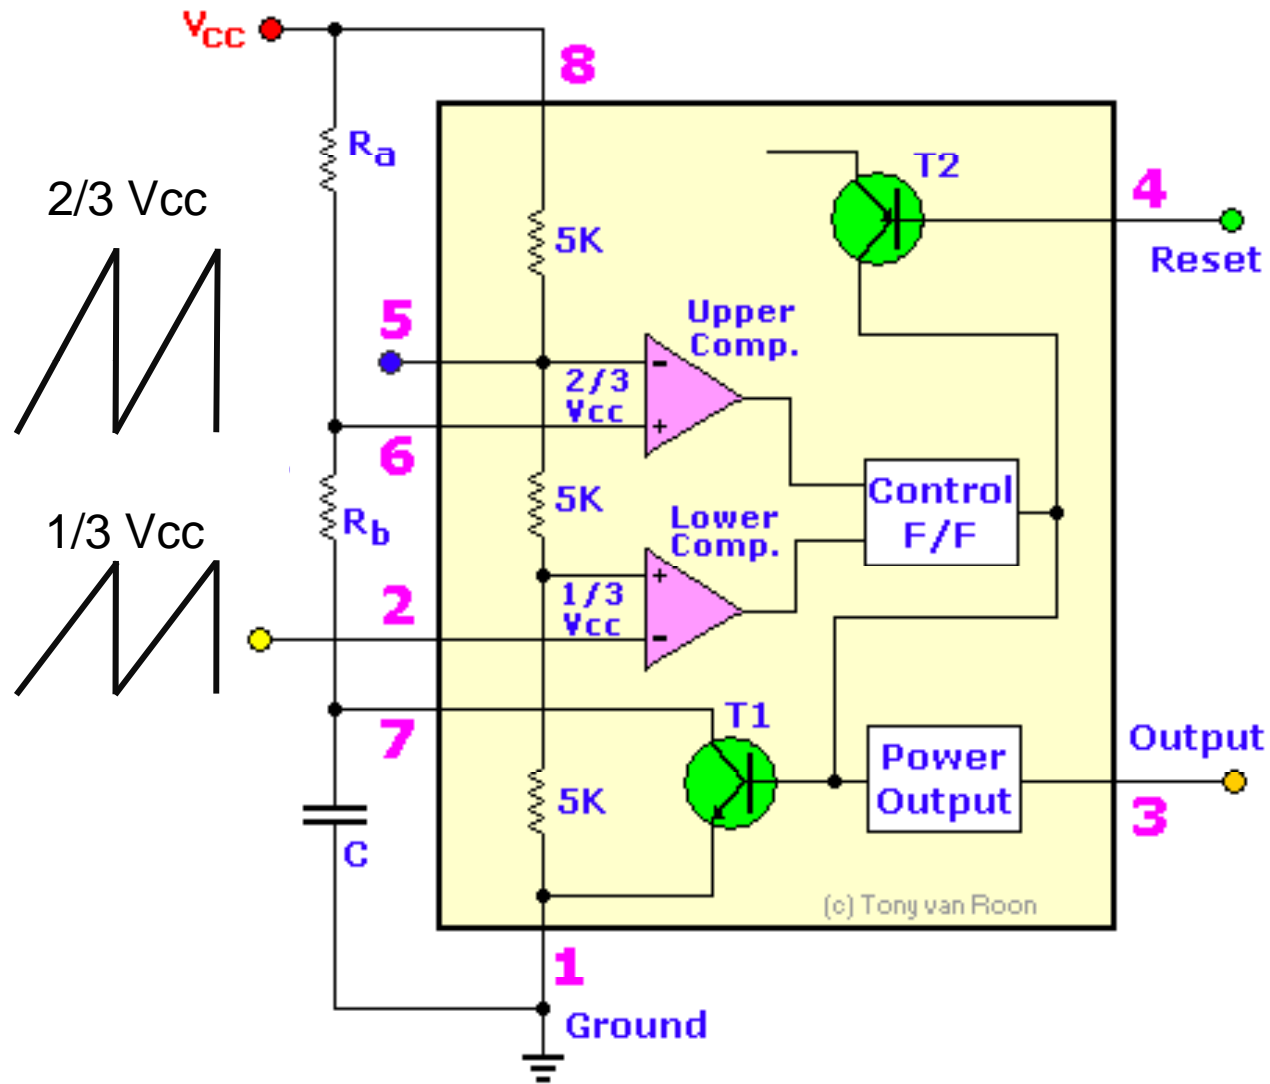 Vcc
8
Ra
T2
4
2/3 Vcc
5K
Reset
5
Upper
Comp.
2/3
Vcc
-
+
6
5K
Control
F/F
Rb
1/3 Vcc
Lower
Comp.
+
1/3
Vcc
-
2
7
T1
Output
Power
Output
5K
3
C
(c) Tony van Roon
1
Ground